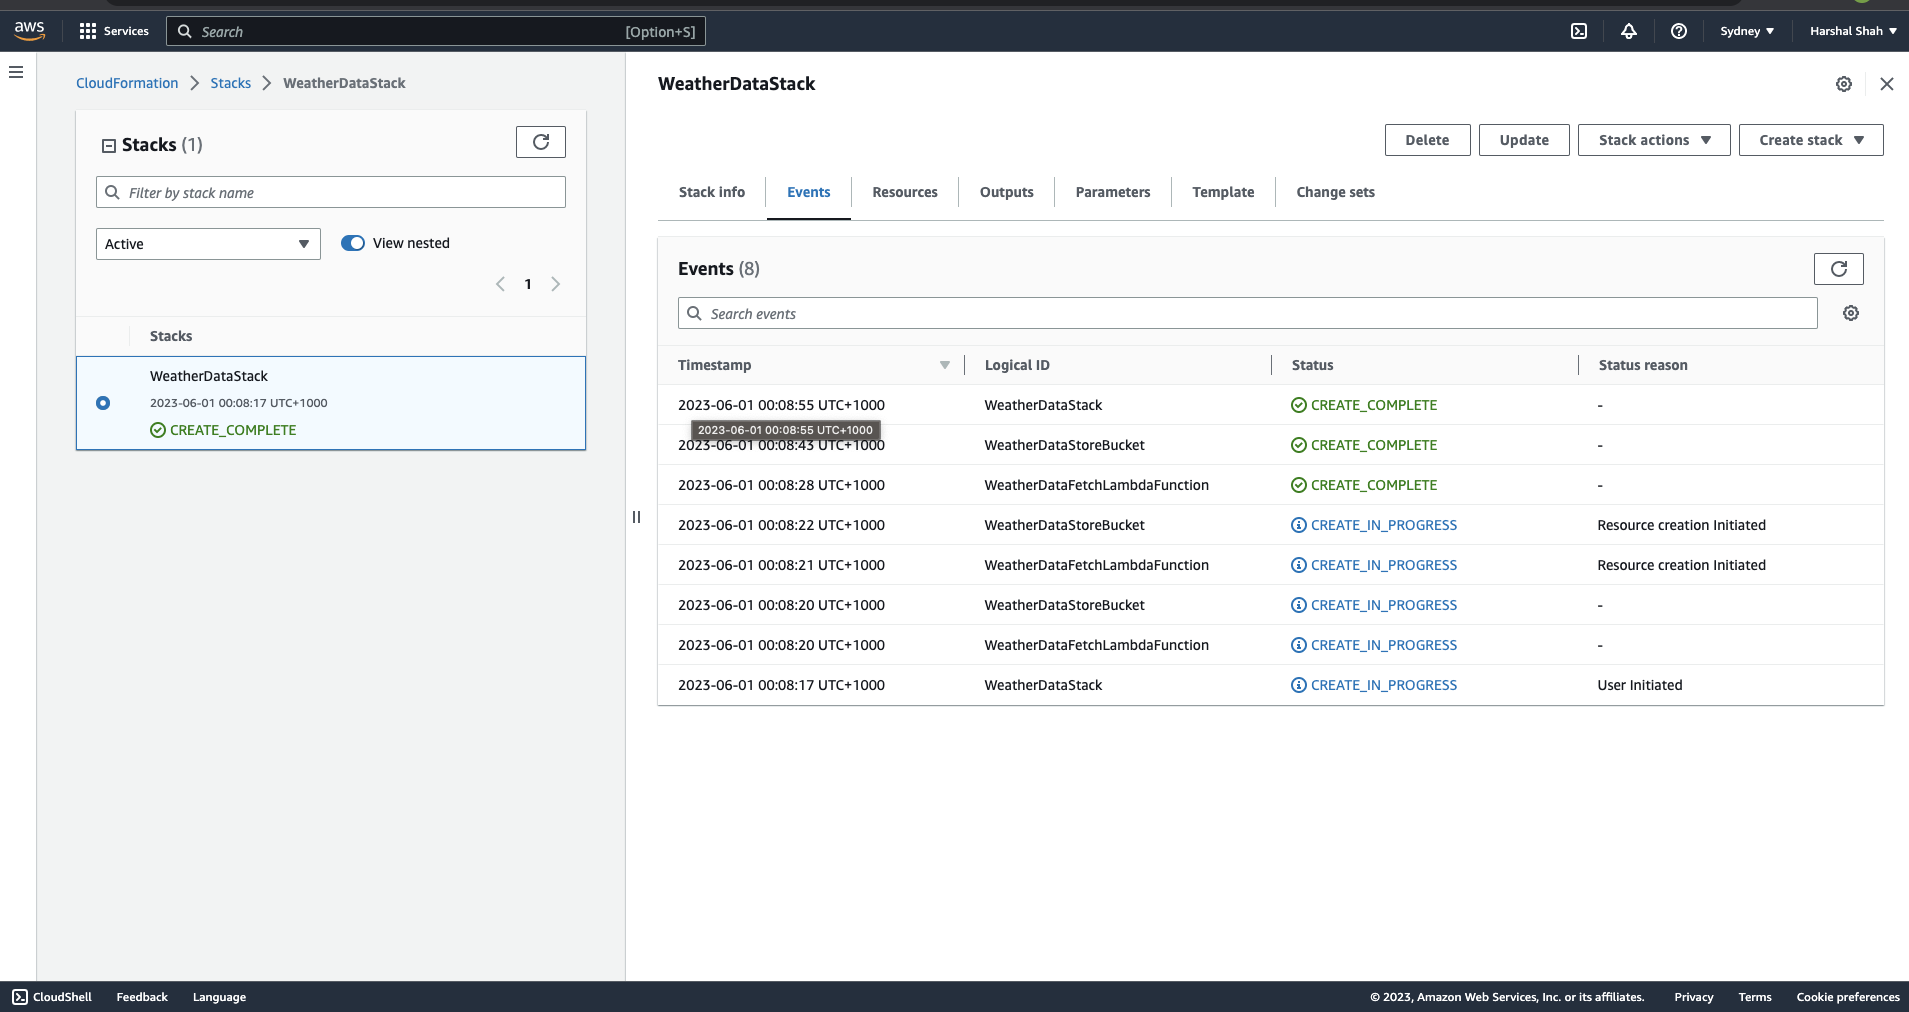 aws Services Search [Option+S] Sydney Harshal Shah
CloudFormation Stacks WeatherDataStack
Stacks (1)
Filter by stack name
Active View nested
1
Stacks
WeatherDataStack
2023-06-01 00:08:17 UTC+1000
CREATE_COMPLETE
WeatherDataStack
Delete Update Stack actions Create stack
Stack info Events Resources Outputs Parameters Template Change sets
Events (8)
Search events
Timestamp Logical ID Status Status reason
2023-06-01 00:08:55 UTC+1000 WeatherDataStack CREATE_COMPLETE -
2023-06-01 00:08:55 UTC+1000
2023-06-01 00:08:43 UTC+1000 WeatherDataStoreBucket CREATE_COMPLETE -
2023-06-01 00:08:28 UTC+1000 WeatherDataFetchLambdaFunction CREATE_COMPLETE -
2023-06-01 00:08:22 UTC+1000 WeatherDataStoreBucket CREATE_IN_PROGRESS Resource creation Initiated
2023-06-01 00:08:21 UTC+1000 WeatherDataFetchLambdaFunction CREATE_IN_PROGRESS Resource creation Initiated
2023-06-01 00:08:20 UTC+1000 WeatherDataStoreBucket CREATE_IN_PROGRESS -
2023-06-01 00:08:20 UTC+1000 WeatherDataFetchLambdaFunction CREATE_IN_PROGRESS -
2023-06-01 00:08:17 UTC+1000 WeatherDataStack CREATE_IN_PROGRESS User Initiated
CloudShell Feedback Language © 2023, Amazon Web Services, Inc. or its affiliates. Privacy Terms Cookie preferences